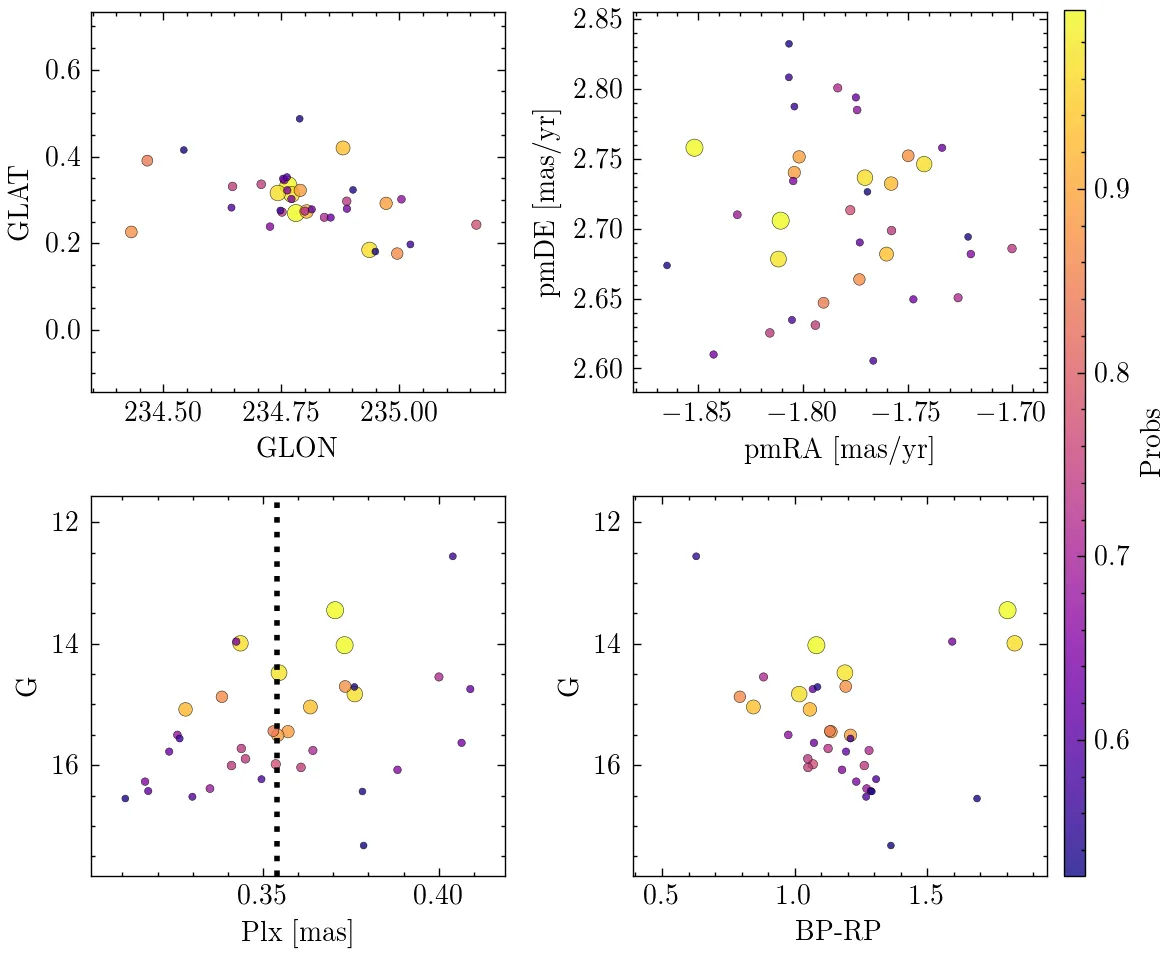 0.6
0.4
0.2
0.0
GLAT
234.50 234.75 235.00
GLON
2.85
2.80
2.75
2.70
2.65
2.60
pmDE [mas/yr]
−1.85 −1.80 −1.75 −1.70
pmRA [mas/yr]
12
14
16
G
0.35 0.40
Plx [mas]
12
14
16
G
0.5 1.0 1.5
BP-RP
0.9
0.8
0.7
0.6
Probs